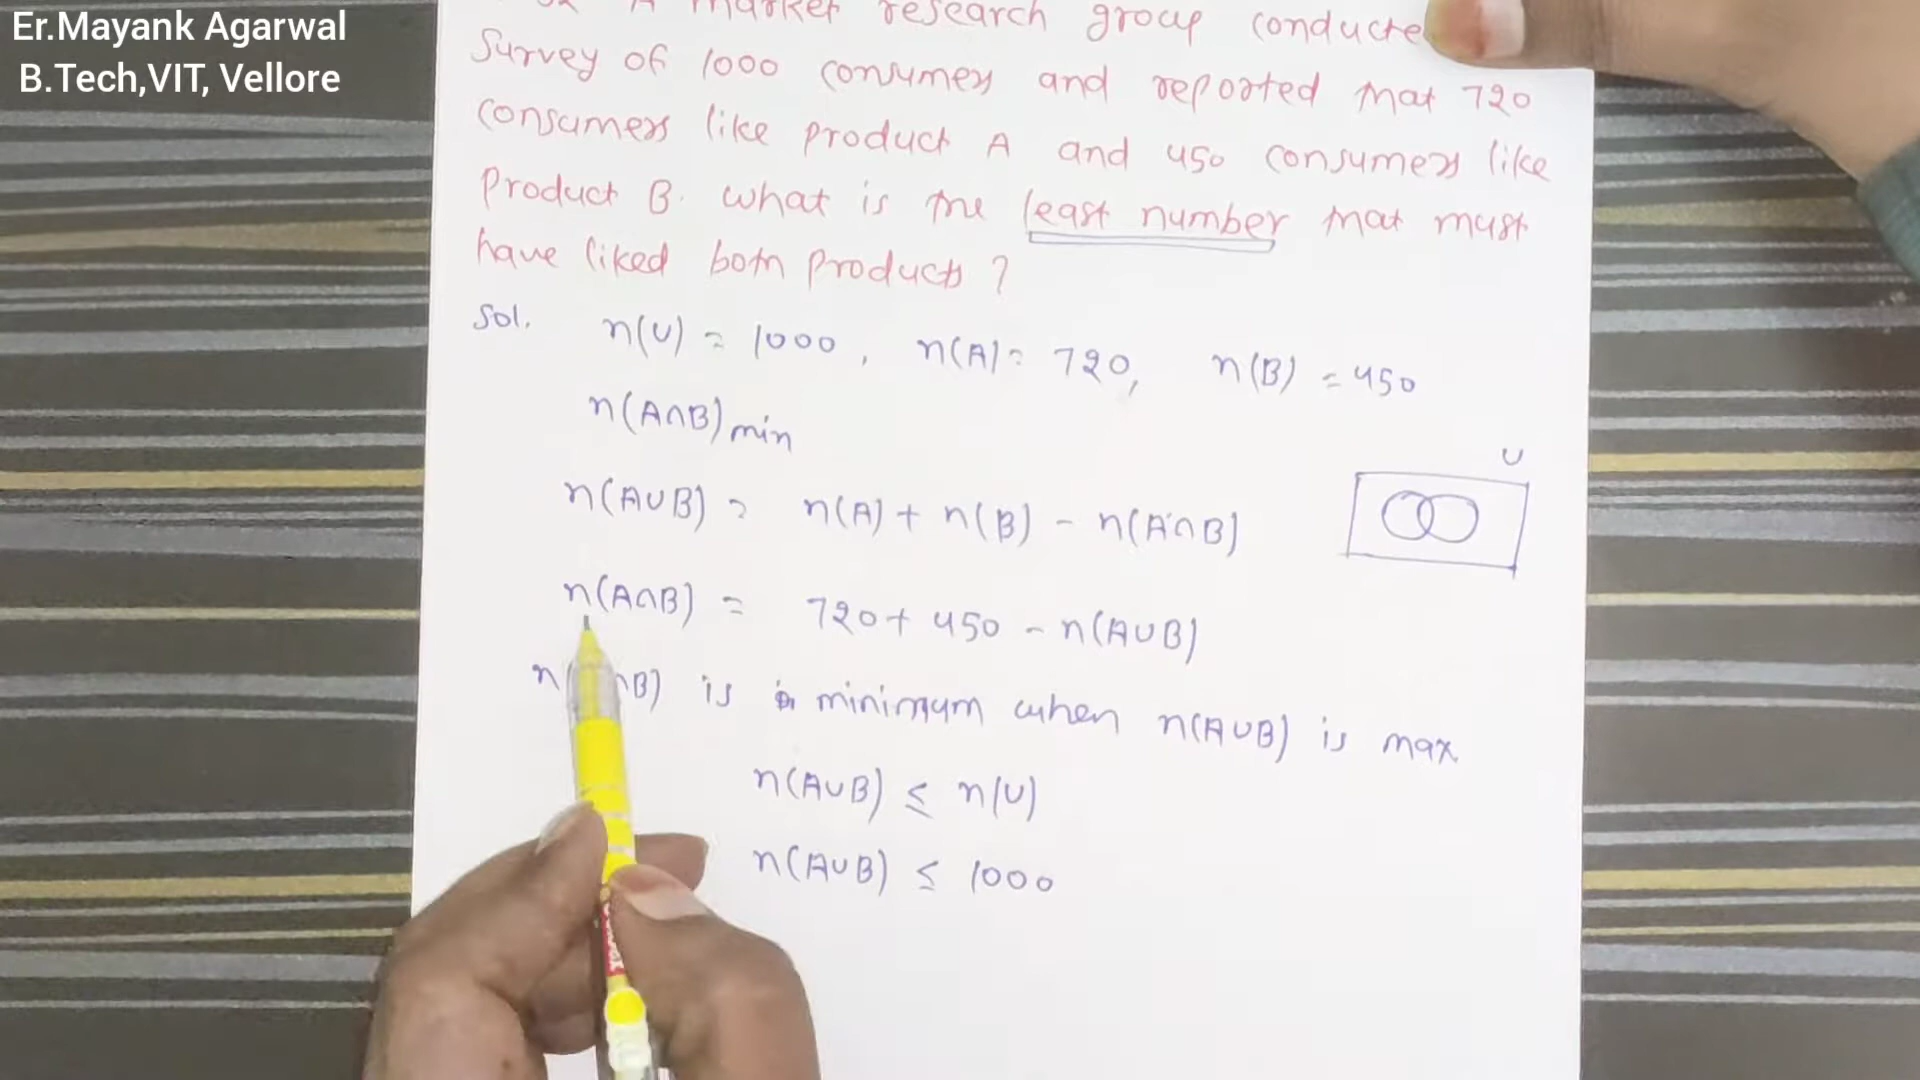 Er.Mayank Agarwal
B.Tech,VIT, Vellore
A market research group conducte
Survey of 1000 consumers and reported that 720
consumers like product A and 450 consumers like
Product B. what is the least number that must
have liked both products ?
Sol. n(U) = 1000, n(A) = 720, n(B) = 450
n(A∩B) min
U
n(A∪B) = n(A) + n(B) - n(A∩B)
n(A∩B) = 720 + 450 - n(A∪B)
n( ∩B) is minimum when n(A∪B) is max
n(A∪B) ≤ n(U)
n(A∪B) ≤ 1000